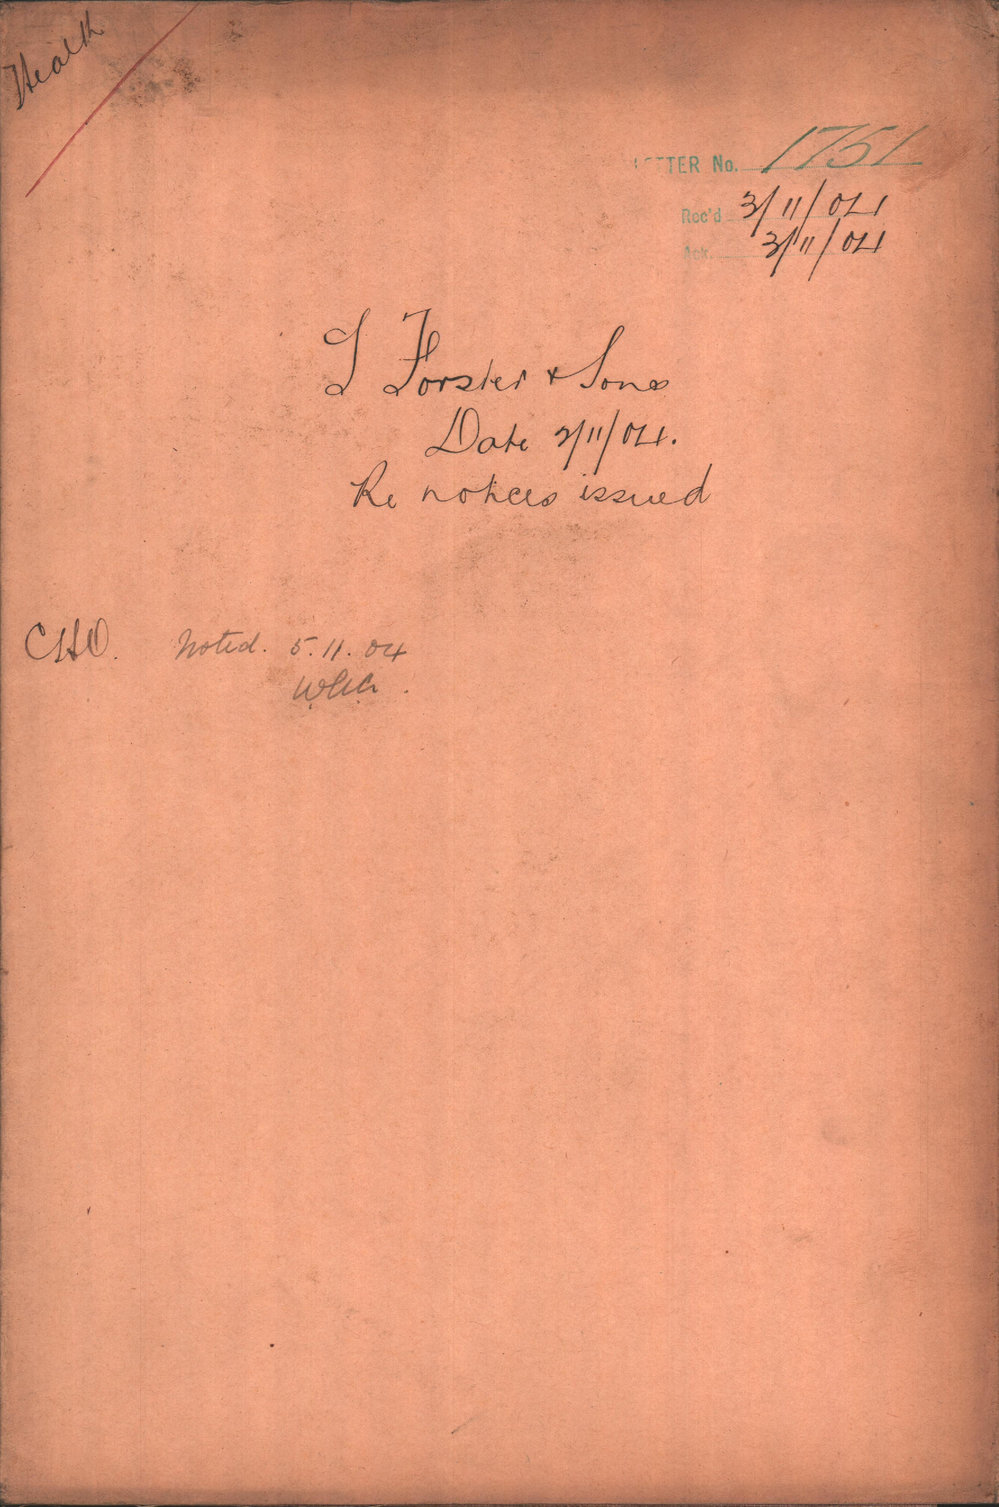 Health
LETTER No. 1751
Rec'd 3/11/04
Ack. 3/11/04
Forster & Sons
Date 2/11/04.
Re notices issued
Noted. 5.11.04